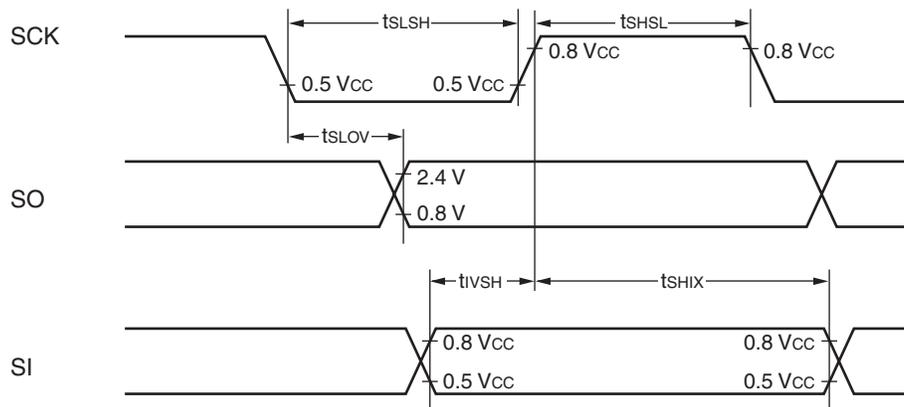 tSLSH tSHSL
SCK
0.8 VCC 0.8 VCC
0.5 VCC 0.5 VCC
tSLOV
2.4 V
SO
0.8 V
tIVSH tSHIX
0.8 VCC 0.8 VCC
SI
0.5 VCC 0.5 VCC